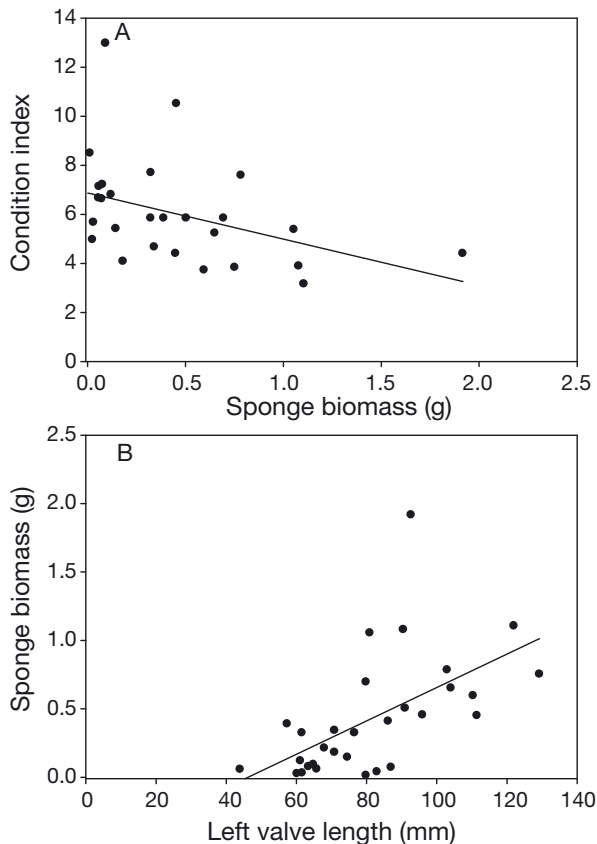 A
14
12
10
8
6
4
2
0
Condition index
0.0 0.5 1.0 1.5 2.0 2.5
Sponge biomass (g)
B
2.5
2.0
1.5
1.0
0.5
0.0
Sponge biomass (g)
0 20 40 60 80 100 120 140
Left valve length (mm)